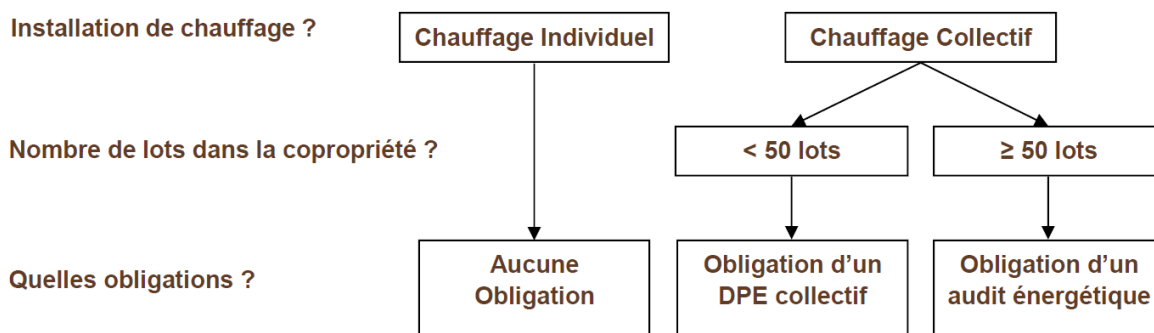 Installation de chauffage ?
Chauffage Individuel
Chauffage Collectif
Nombre de lots dans la copropriété ?
< 50 lots
≥ 50 lots
Quelles obligations ?
Aucune
Obligation
Obligation d'un
DPE collectif
Obligation d'un
audit énergétique